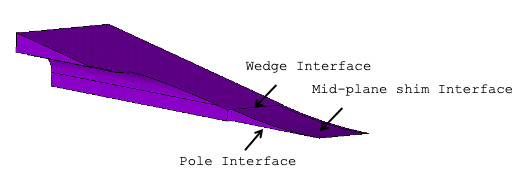 Wedge Interface
Mid-plane shim Interface
Pole Interface